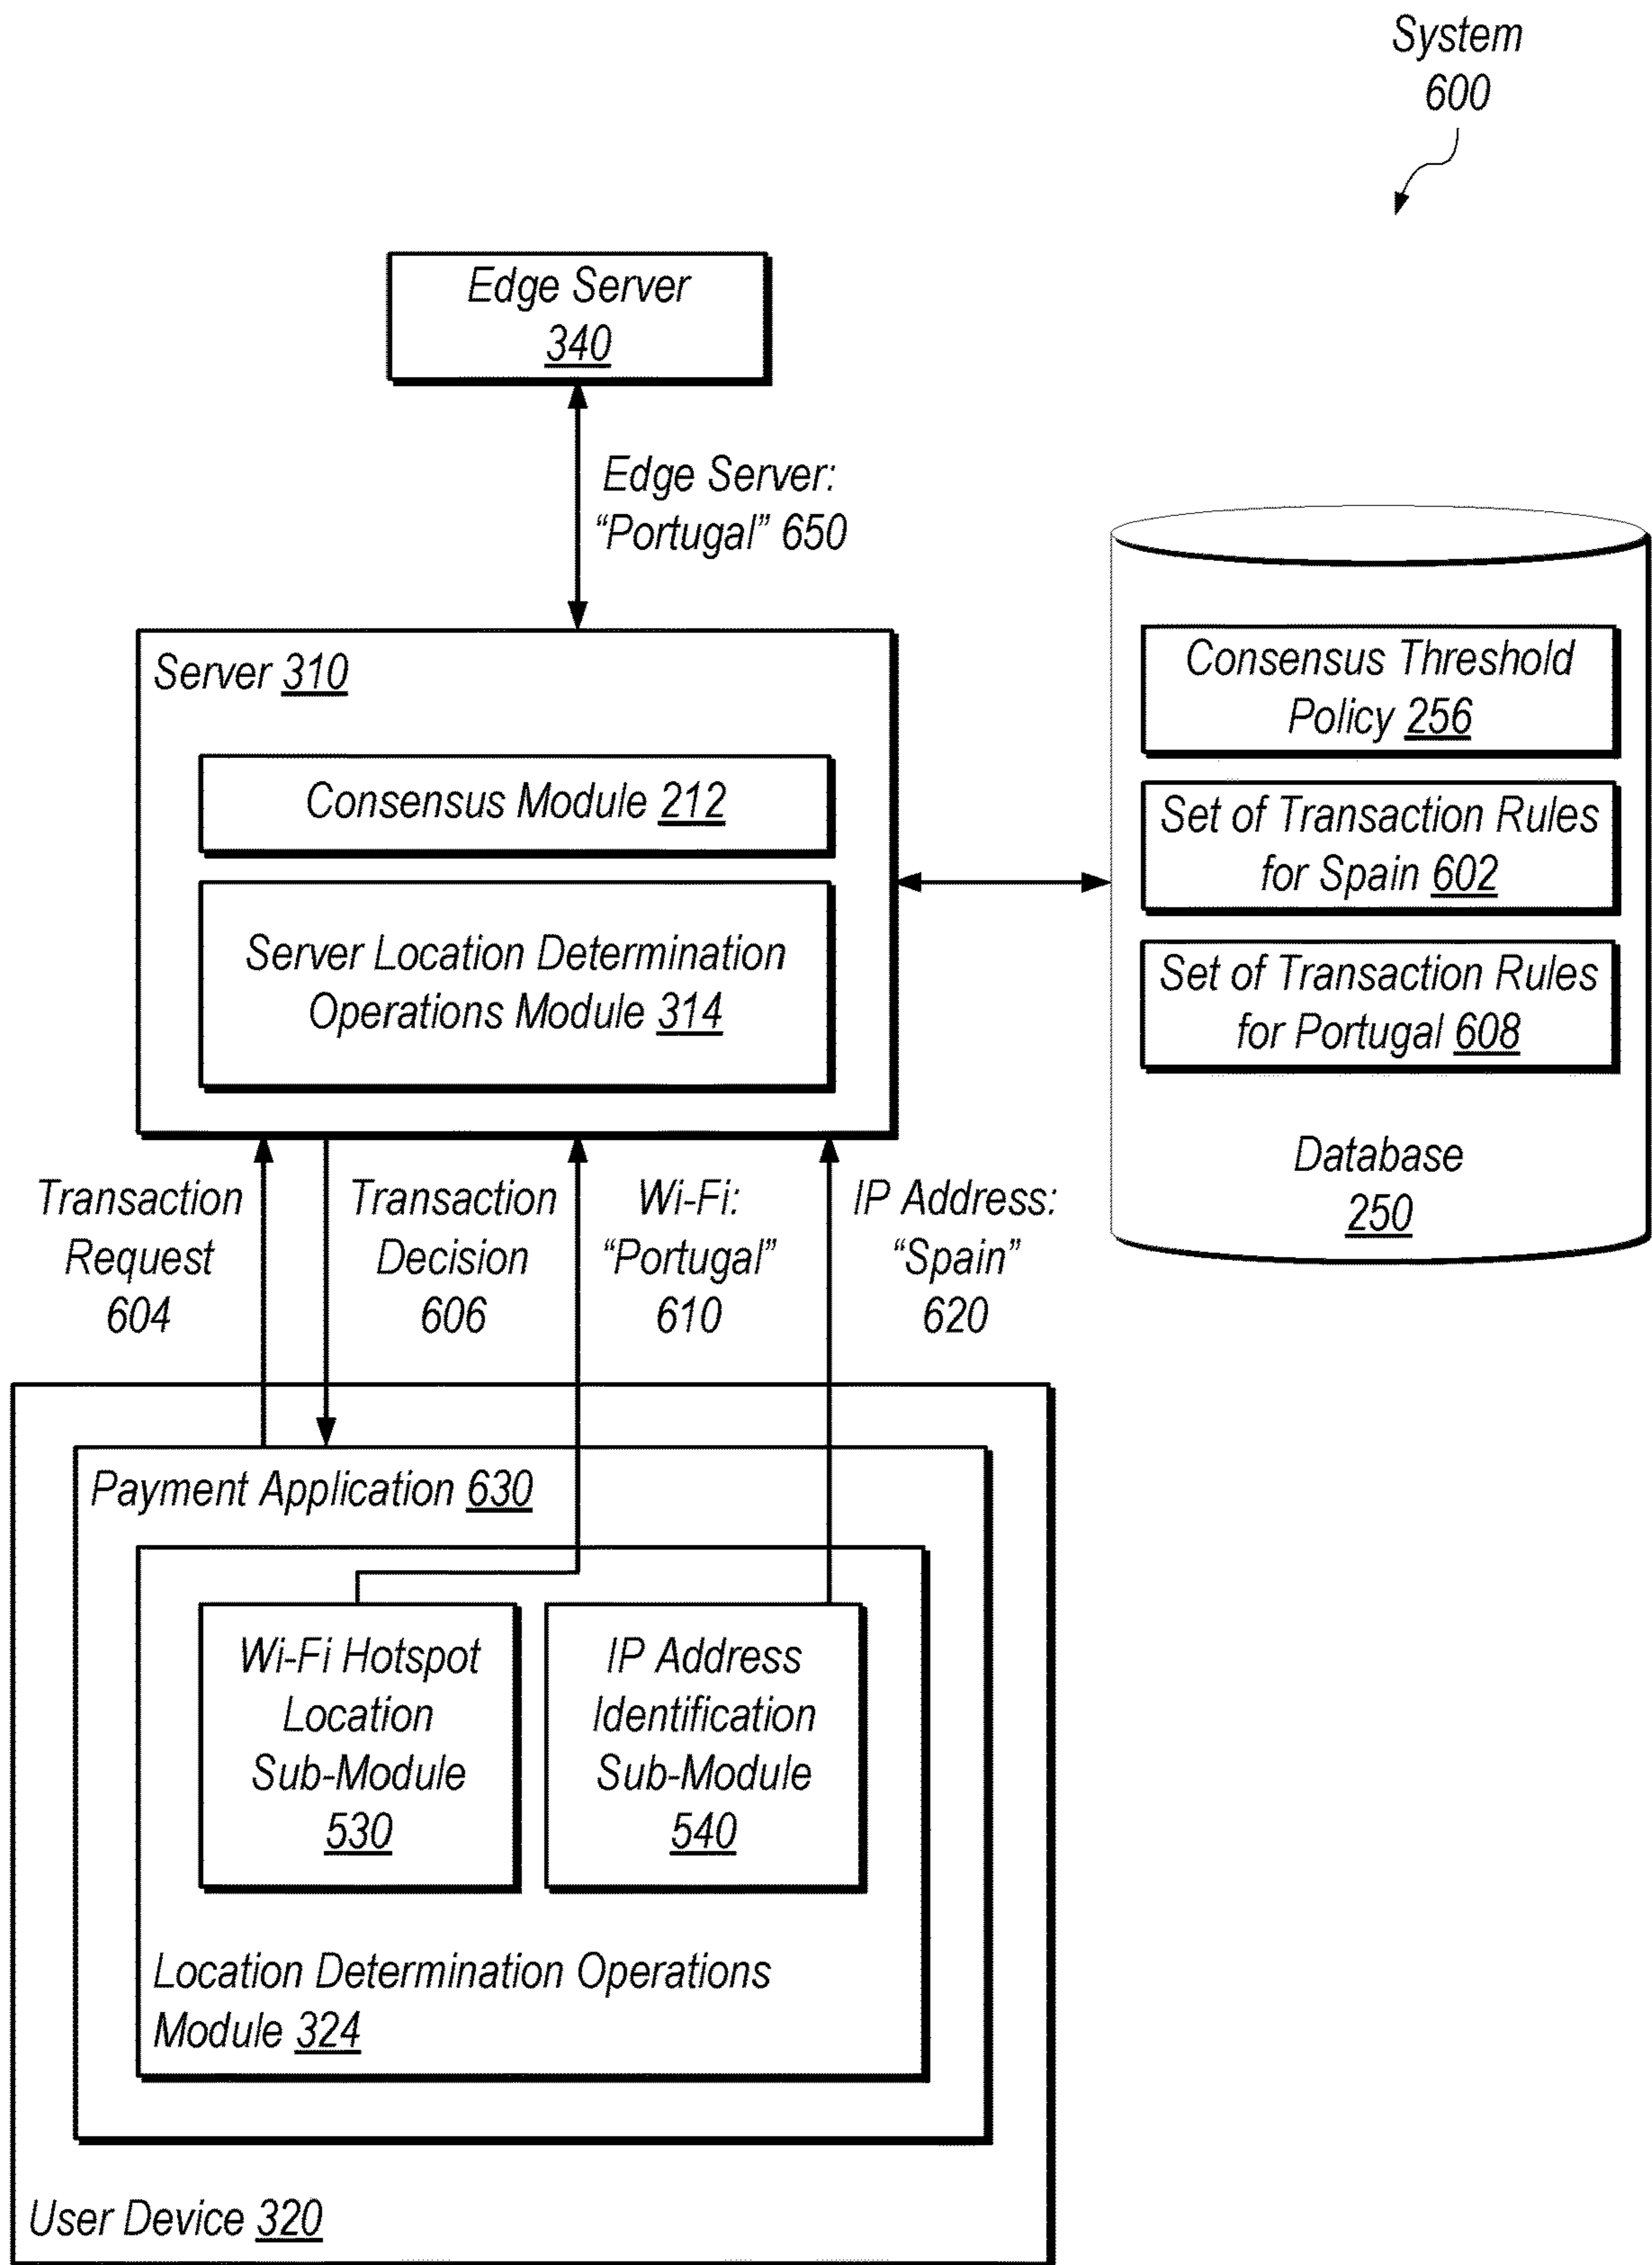 System
600
Edge Server
340
Edge Server:
“Portugal” 650
Server 310
Consensus Module 212
Server Location Determination
Operations Module 314
Consensus Threshold
Policy 256
Set of Transaction Rules
for Spain 602
Set of Transaction Rules
for Portugal 608
Database
250
Transaction
Request
604
Transaction
Decision
606
Wi-Fi:
“Portugal”
610
IP Address:
“Spain”
620
Payment Application 630
Wi-Fi Hotspot
Location
Sub-Module
530
IP Address
Identification
Sub-Module
540
Location Determination Operations
Module 324
User Device 320